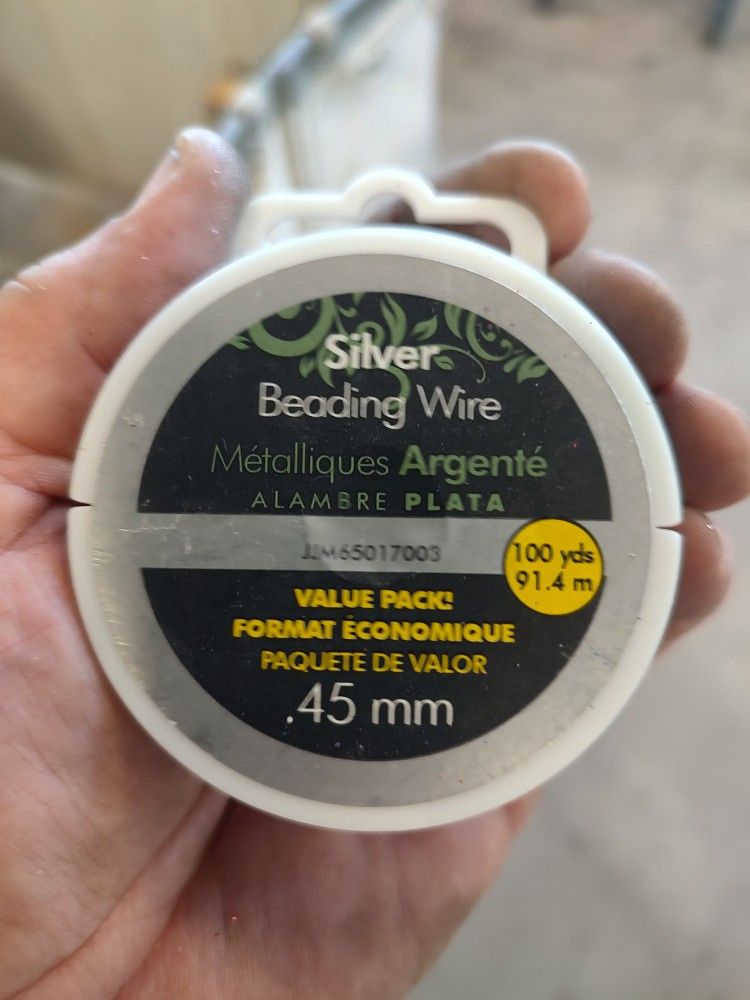 Silver
Beading Wire
Métalliques Argenté
ALAMBRE PLATA
JJM65017003
100 yds
91.4 m
VALUE PACK!
FORMAT ÉCONOMIQUE
PAQUETE DE VALOR
.45 mm